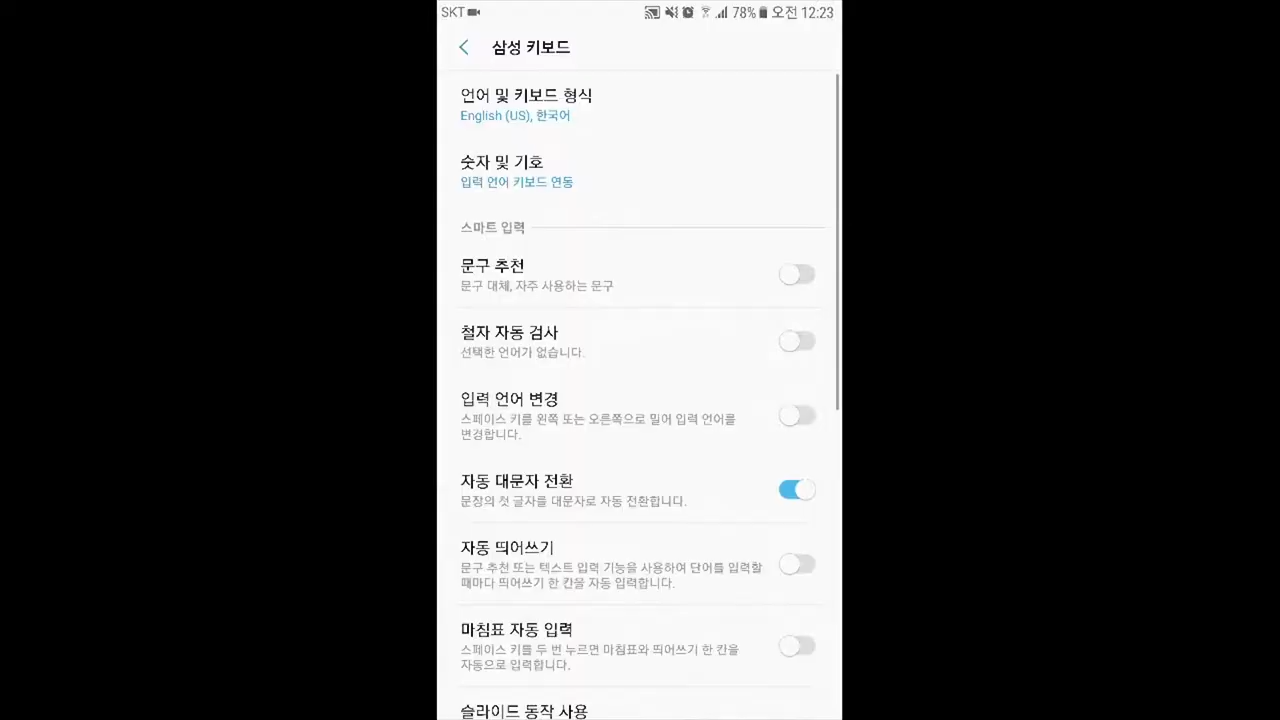 SKT 78% 오전 12:23
삼성 키보드
언어 및 키보드 형식
English (US), 한국어
숫자 및 기호
입력 언어 키보드 연동
스마트 입력
문구 추천
문구 대체, 자주 사용하는 문구
철자 자동 검사
선택한 언어가 없습니다.
입력 언어 변경
스페이스 키를 왼쪽 또는 오른쪽으로 밀어 입력 언어를
변경합니다.
자동 대문자 전환
문장의 첫 글자를 대문자로 자동 전환합니다.
자동 띄어쓰기
문구 추천 또는 텍스트 입력 기능을 사용하여 단어를 입력할
때마다 띄어쓰기 한 칸을 자동 입력합니다.
마침표 자동 입력
스페이스 키를 두 번 누르면 마침표와 띄어쓰기 한 칸을
자동으로 입력합니다.
슬라이드 동작 사용